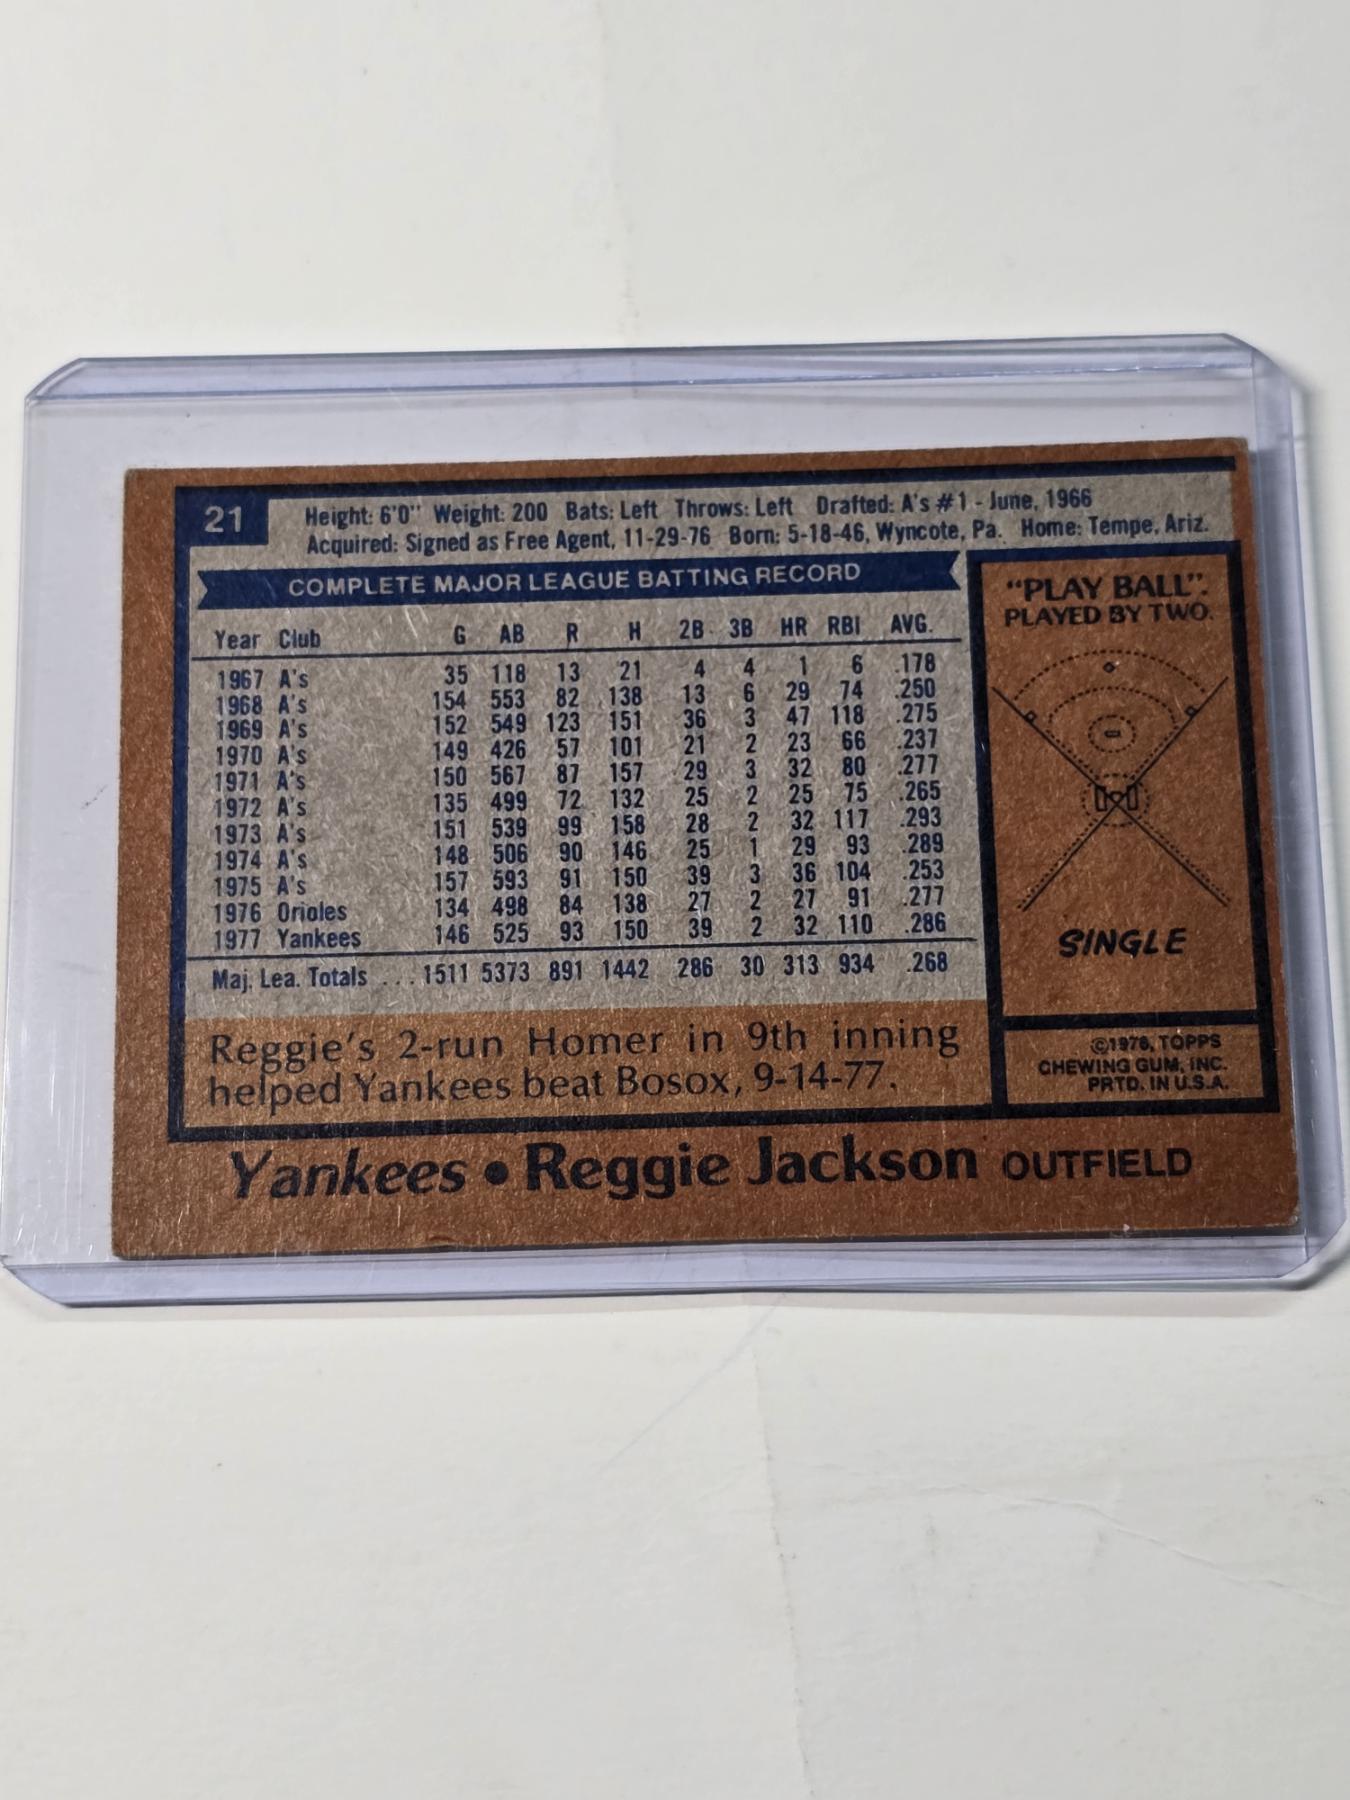 21
Height: 6'0" Weight: 200 Bats: Left Throws: Left Drafted: A's #1 - June, 1966
Acquired: Signed as Free Agent, 11-29-76 Born: 5-18-46, Wyncote, Pa. Home: Tempe, Ariz.
COMPLETE MAJOR LEAGUE BATTING RECORD
Year Club G AB R H 2B 3B HR RBI AVG.
1967 A's 35 118 13 21 4 4 1 6 .178
1968 A's 154 553 82 138 13 6 29 74 .250
1969 A's 152 549 123 151 36 3 47 118 .275
1970 A's 149 426 57 101 21 2 23 66 .237
1971 A's 150 567 87 157 29 3 32 80 .277
1972 A's 135 499 72 132 25 2 25 75 .265
1973 A's 151 539 99 158 28 2 32 117 .293
1974 A's 148 506 90 146 25 1 29 93 .289
1975 A's 157 593 91 150 39 3 36 104 .253
1976 Orioles 134 498 84 138 27 2 27 91 .277
1977 Yankees 146 525 93 150 39 2 32 110 .286
Maj. Lea. Totals ... 1511 5373 891 1442 286 30 313 934 .268
Reggie's 2-run Homer in 9th inning
helped Yankees beat Bosox, 9-14-77.
"PLAY BALL".
PLAYED BY TWO.
SINGLE
©1978, TOPPS
CHEWING GUM, INC.
PRTD. IN U.S.A.
Yankees • Reggie Jackson OUTFIELD